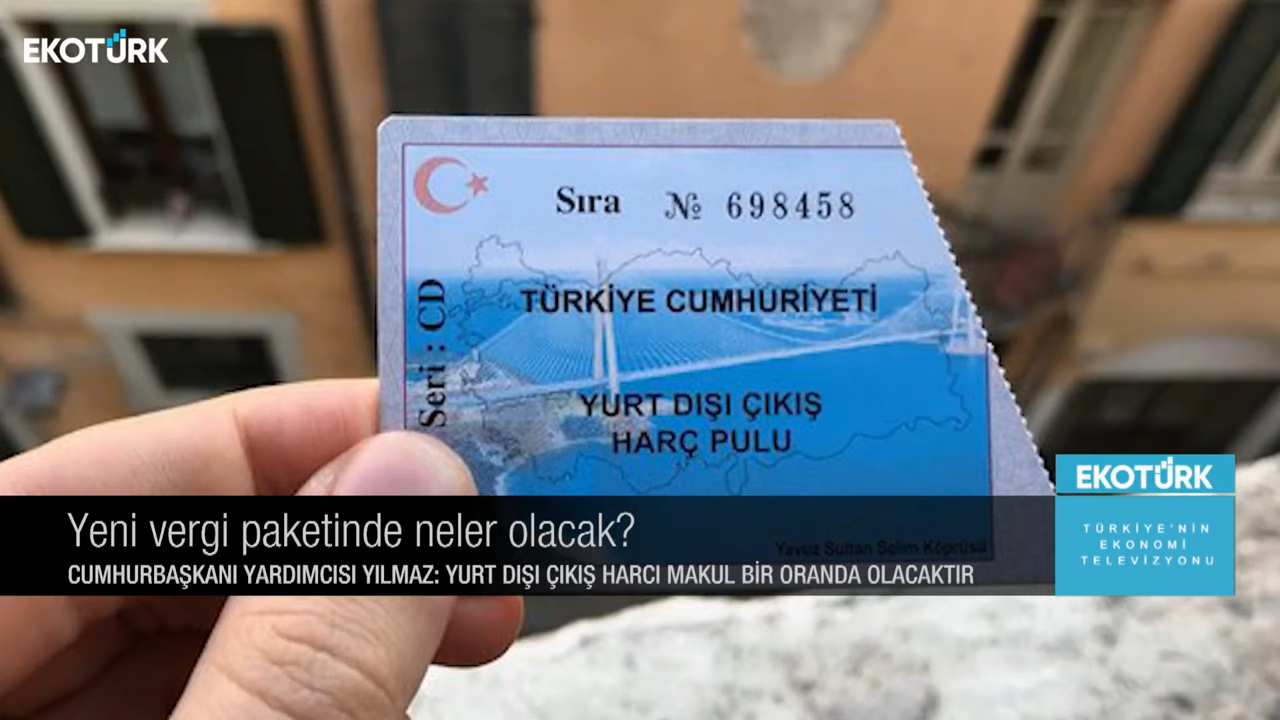 EKOTÜRK
Sıra № 698458
Seri : CD
TÜRKİYE CUMHURİYETİ
YURT DIŞI ÇIKIŞ
HARÇ PULU
Yavuz Sultan Selim Köprüsü
Yeni vergi paketinde neler olacak?
CUMHURBAŞKANI YARDIMCISI YILMAZ: YURT DIŞI ÇIKIŞ HARCI MAKUL BİR ORANDA OLACAKTIR
EKOTÜRK
TÜRKİYE'NİN
EKONOMİ
TELEVİZYONU